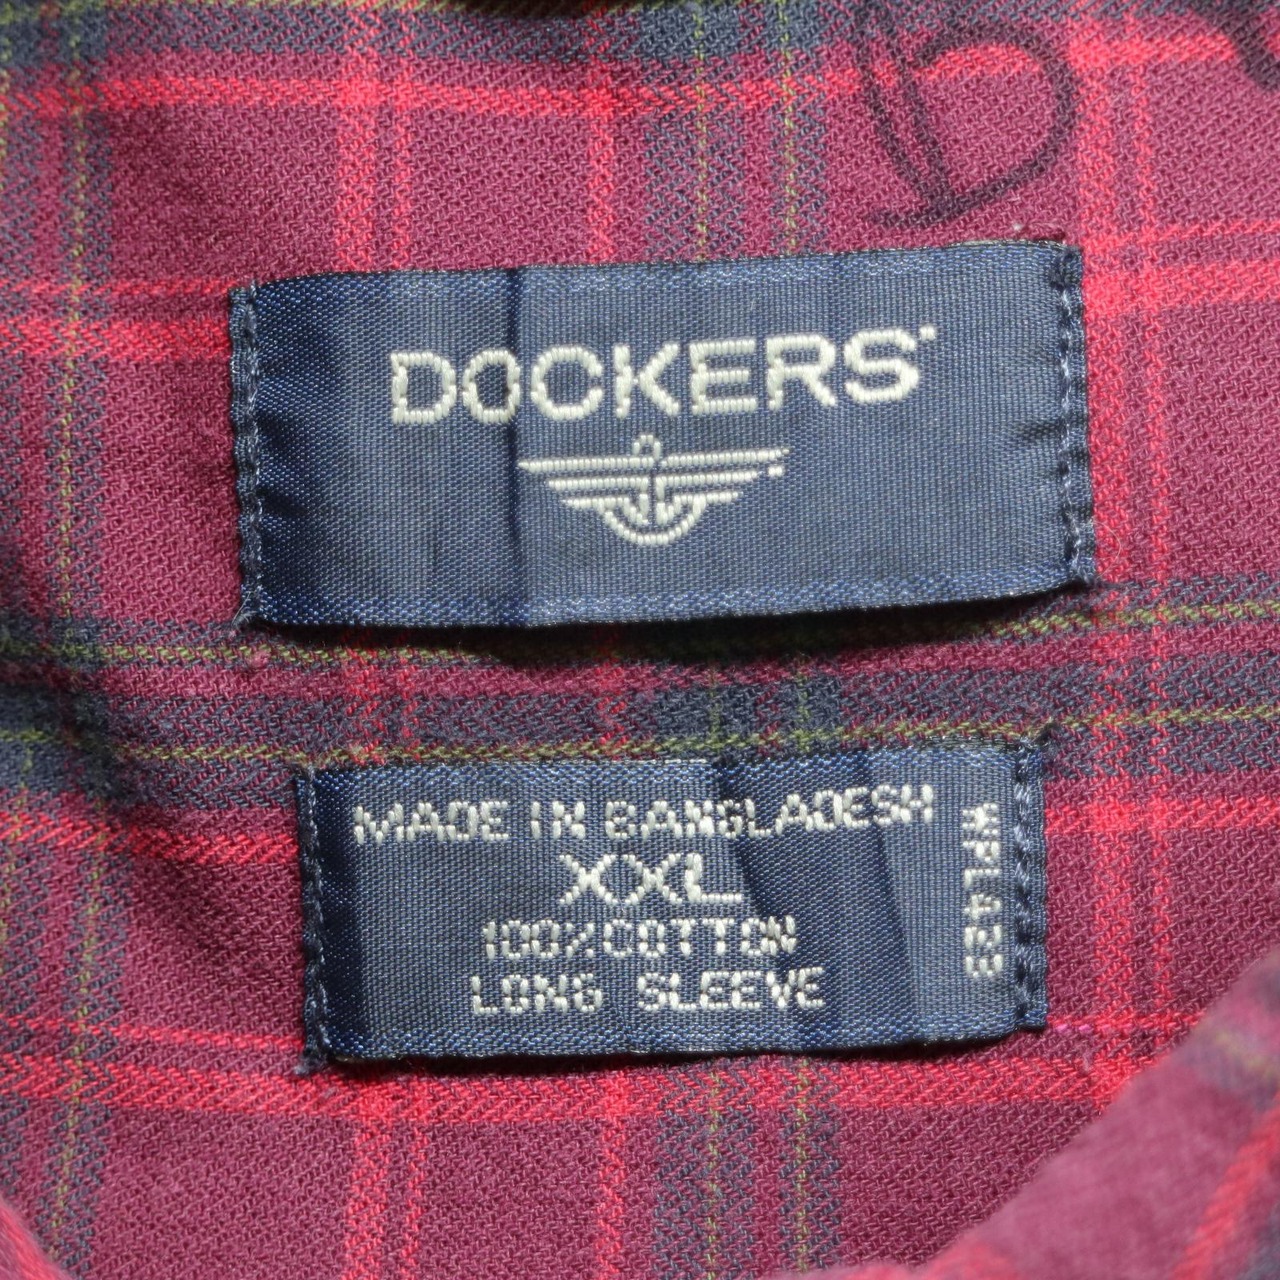 D
DOCKERS
MADE IN BANGLADESH
XXL
100% COTTON
LONG SLEEVE
WPL423